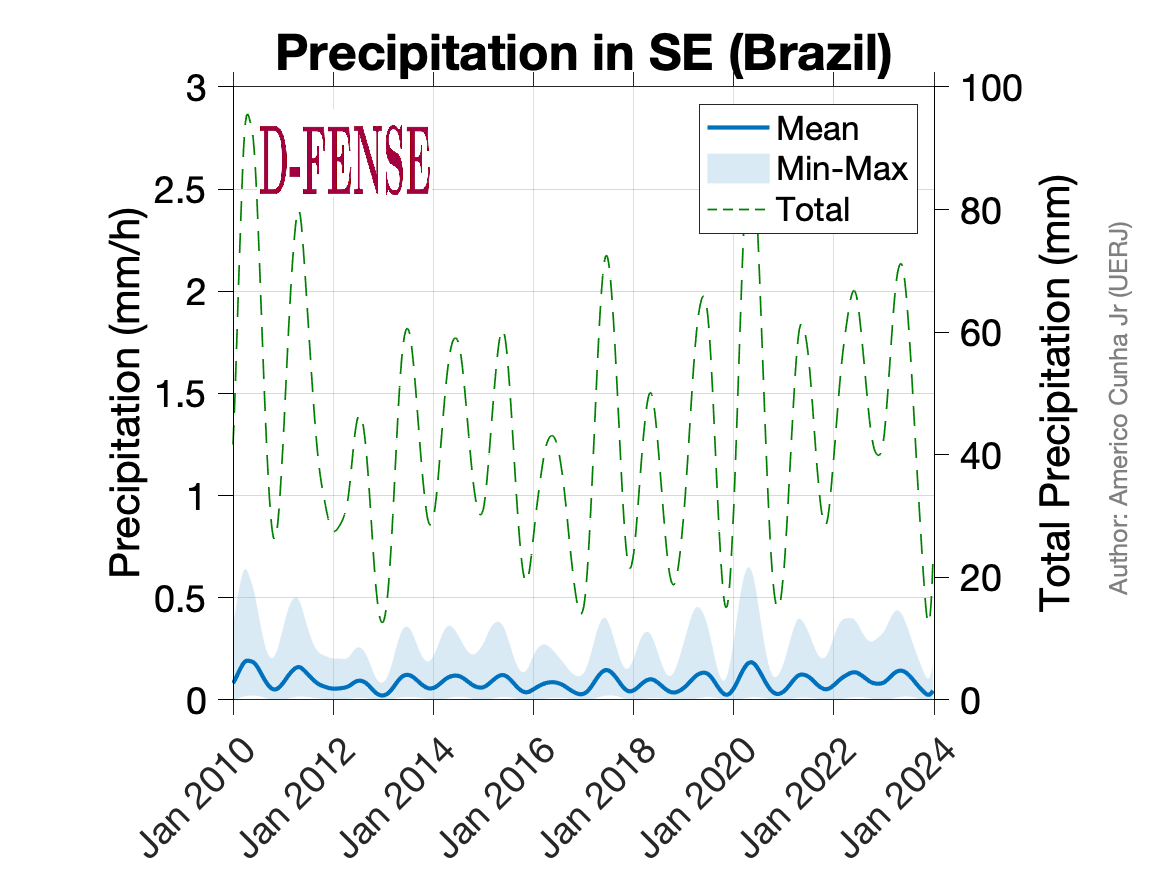 Precipitation in SE (Brazil)
3
2.5
2
1.5
1
0.5
0
Precipitation (mm/h)
D-FENSE
Mean
Min-Max
Total
100
80
60
40
20
0
Total Precipitation (mm)
Author: Americo Cunha Jr (UERJ)
Jan 2010
Jan 2012
Jan 2014
Jan 2016
Jan 2018
Jan 2020
Jan 2022
Jan 2024